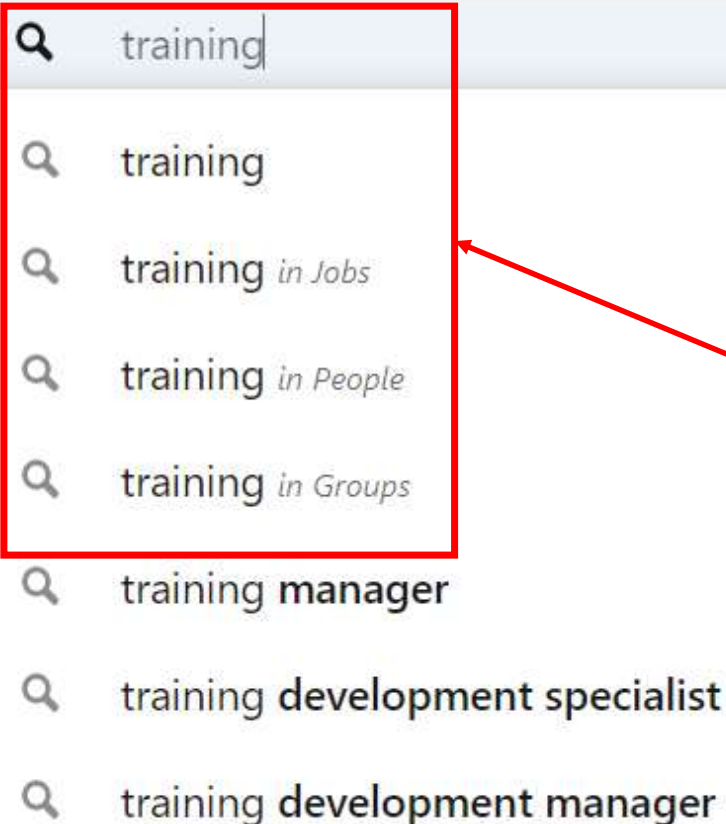 training
training
training in Jobs
training in People
training in Groups
training manager
training development specialist
training development manager